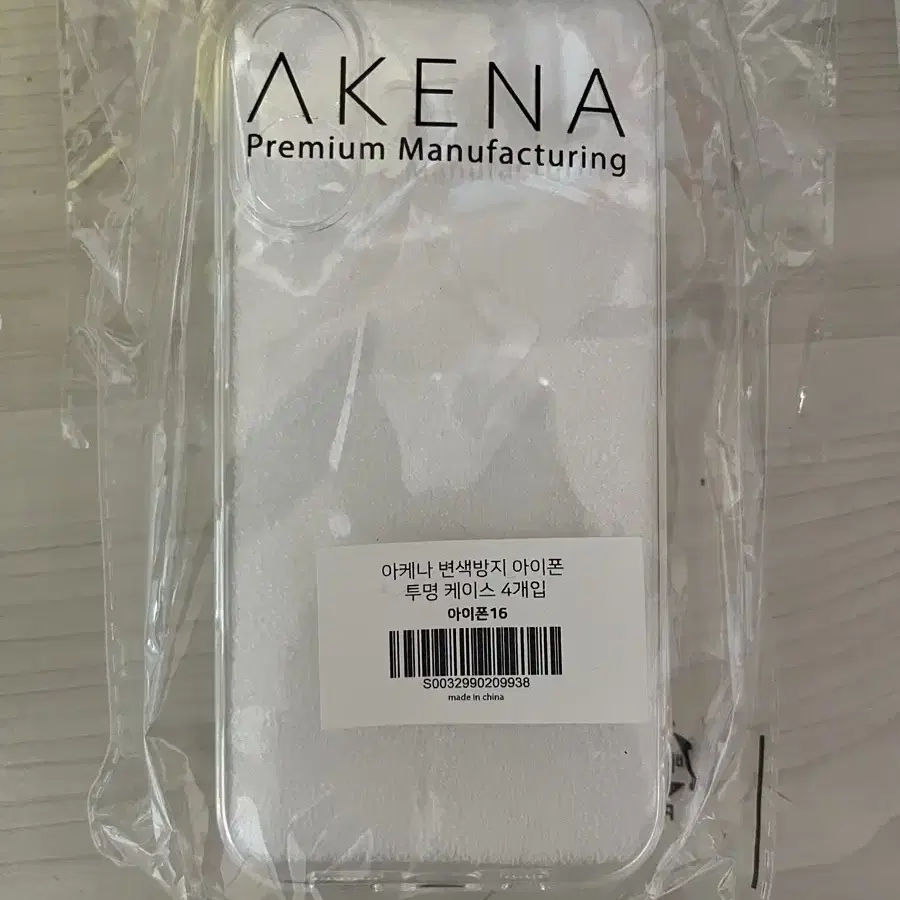 AKENA
Premium Manufacturing
아케나 변색방지 아이폰
투명 케이스 4개입
아이폰16
S0032990209938
made in china